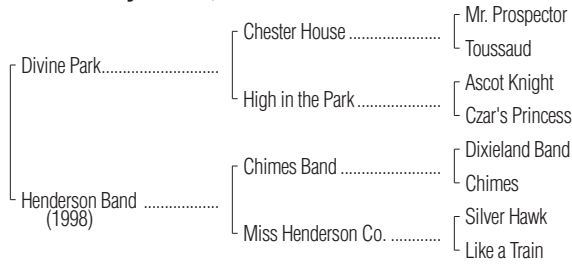 Mr. Prospector
Chester House ....................
Toussaud
Divine Park..........................
Ascot Knight
High in the Park ..................
Czar's Princess
Dixieland Band
Chimes Band ......................
Chimes
Henderson Band .................
(1998)
Silver Hawk
Miss Henderson Co. ...........
Like a Train